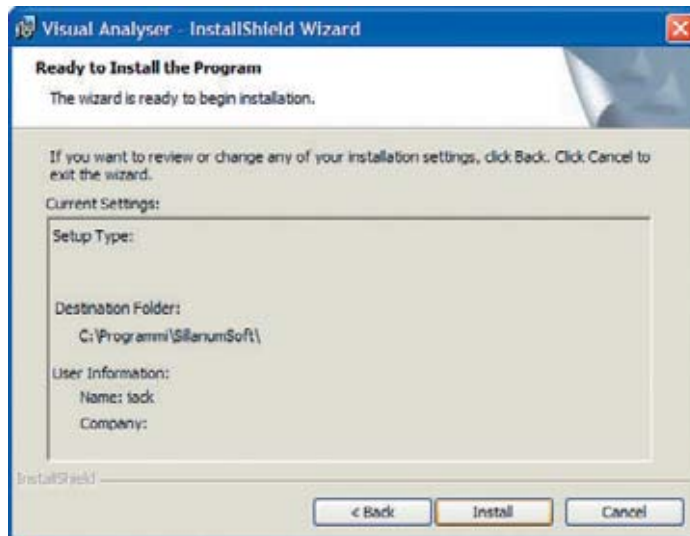 Visual Analyser - InstallShield Wizard
Ready to Install the Program
The wizard is ready to begin installation.
If you want to review or change any of your installation settings, click Back. Click Cancel to
exit the wizard.
Current Settings:
Setup Type:
Destination Folder:
C:\Programmi\SillanumSoft\
User Information:
Name:
Company:
InstallShield
< Back Install Cancel